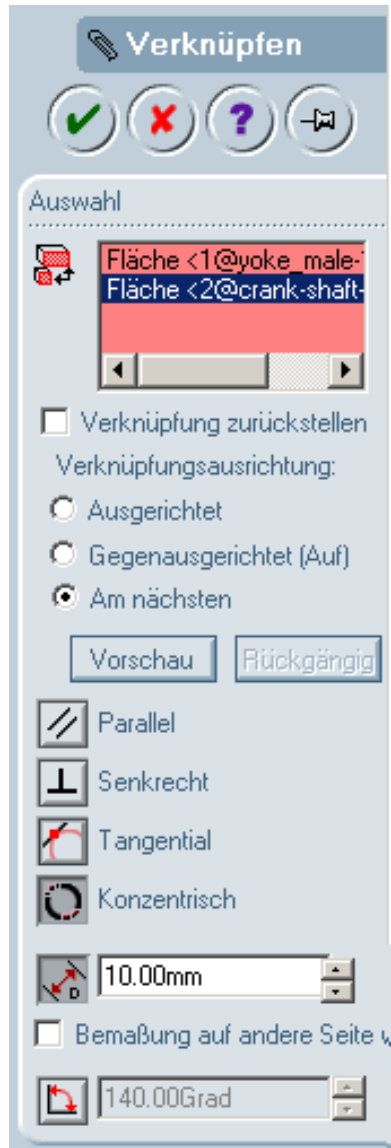 Verknüpfen
?
Auswahl
Fläche <1@yoke_male-
Fläche <2@crank-shaft-
Verknüpfung zurückstellen
Verknüpfungsausrichtung:
Ausgerichtet
Gegenausgerichtet (Auf)
Am nächsten
Vorschau Rückgängig
Parallel
Senkrecht
Tangential
Konzentrisch
D 10.00mm
Bemaßung auf andere Seite
140.00Grad